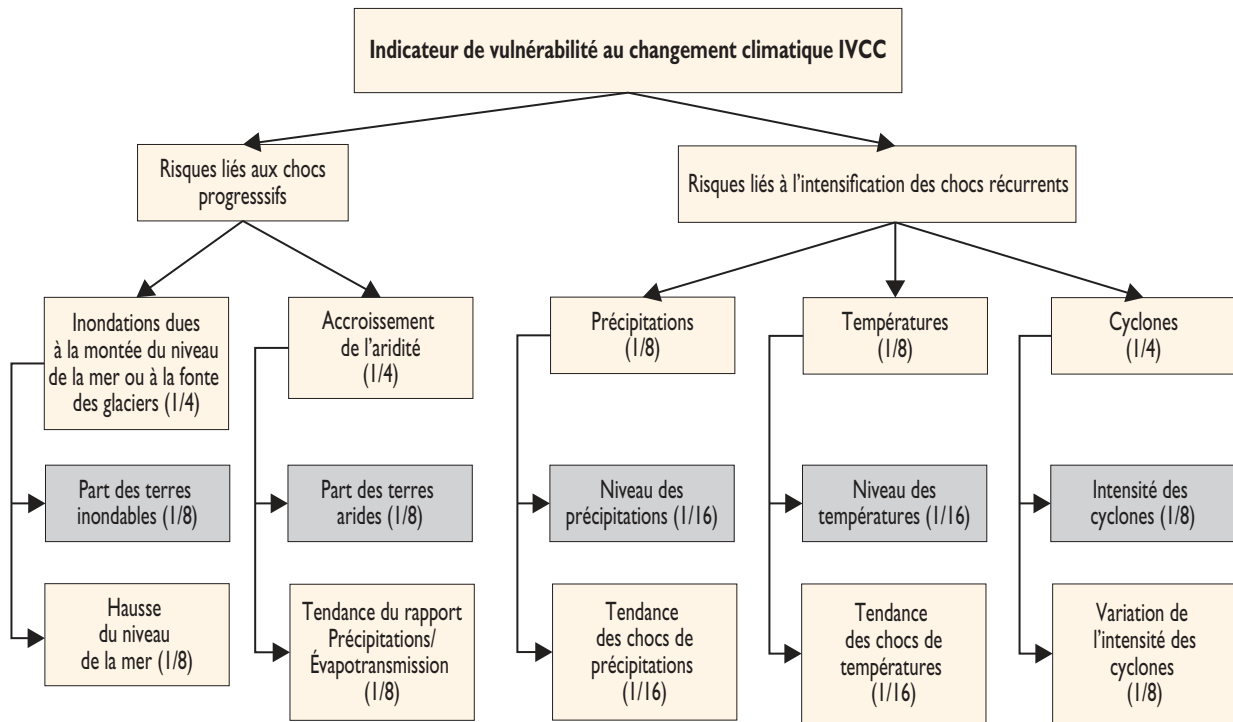 Indicateur de vulnérabilité au changement climatique IVCC
Risques liés aux chocs
progresssifs
Risques liés à l'intensification des chocs récurrents
Inondations dues
à la montée du niveau
de la mer ou à la fonte
des glaciers (1/4)
Accroissement
de l'aridité
(1/4)
Précipitations
(1/8)
Températures
(1/8)
Cyclones
(1/4)
Part des terres
inondables (1/8)
Part des terres
arides (1/8)
Niveau des
précipitations (1/16)
Niveau des
températures (1/16)
Intensité des
cyclones (1/8)
Hausse
du niveau
de la mer (1/8)
Tendance du rapport
Précipitations/
Évapotransmission
(1/8)
Tendance
des chocs de
précipitations
(1/16)
Tendance
des chocs de
températures
(1/16)
Variation de
l'intensité des
cyclones
(1/8)